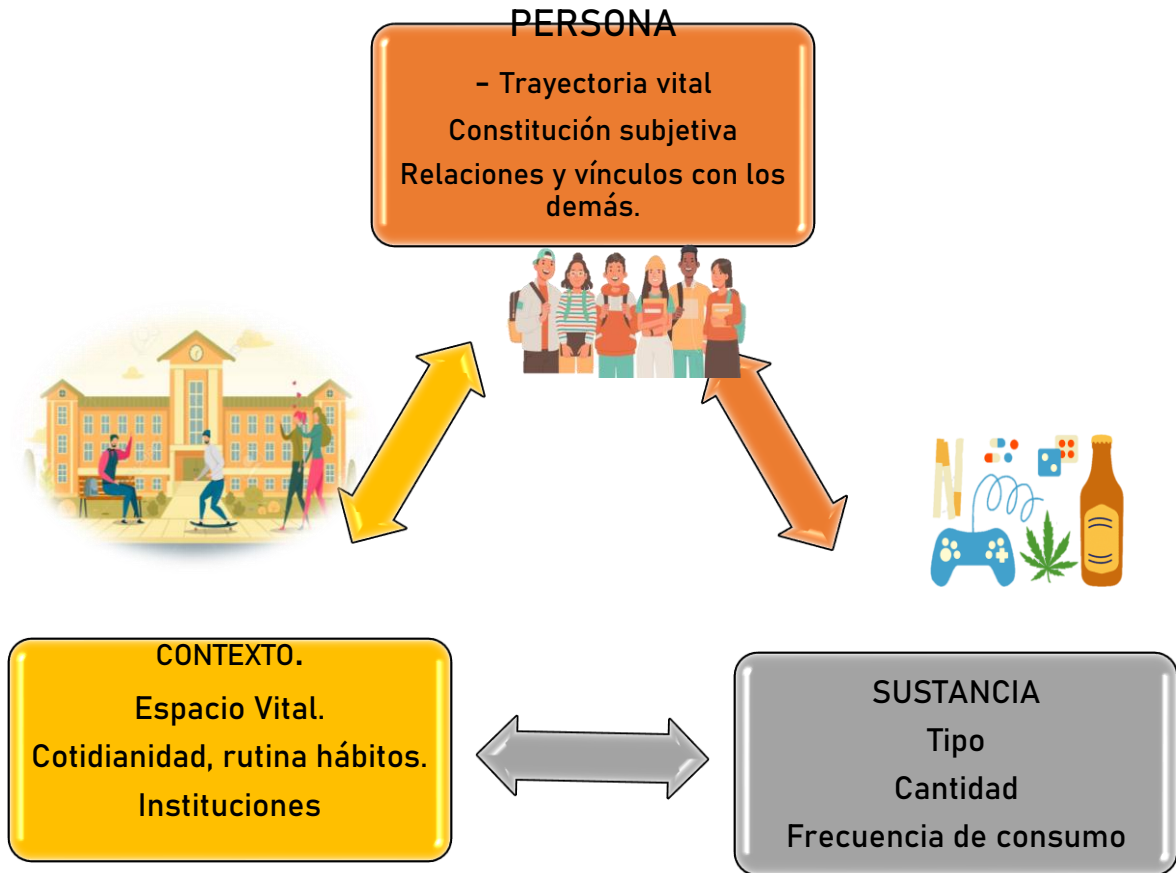 PERSONA
- Trayectoria vital
Constitución subjetiva
Relaciones y vínculos con los
demás.
CONTEXTO.
Espacio Vital.
Cotidianidad, rutina hábitos.
Instituciones
SUSTANCIA
Tipo
Cantidad
Frecuencia de consumo